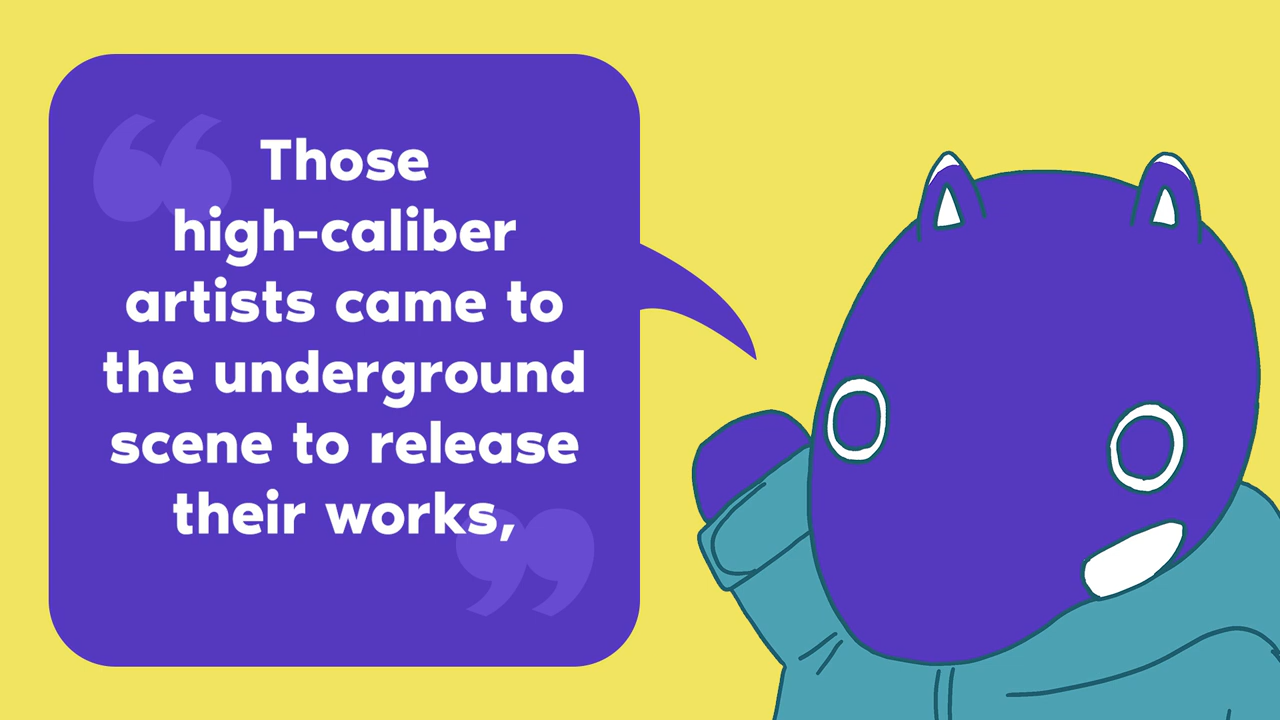 Those
high-caliber
artists came to
the underground
scene to release
their works,